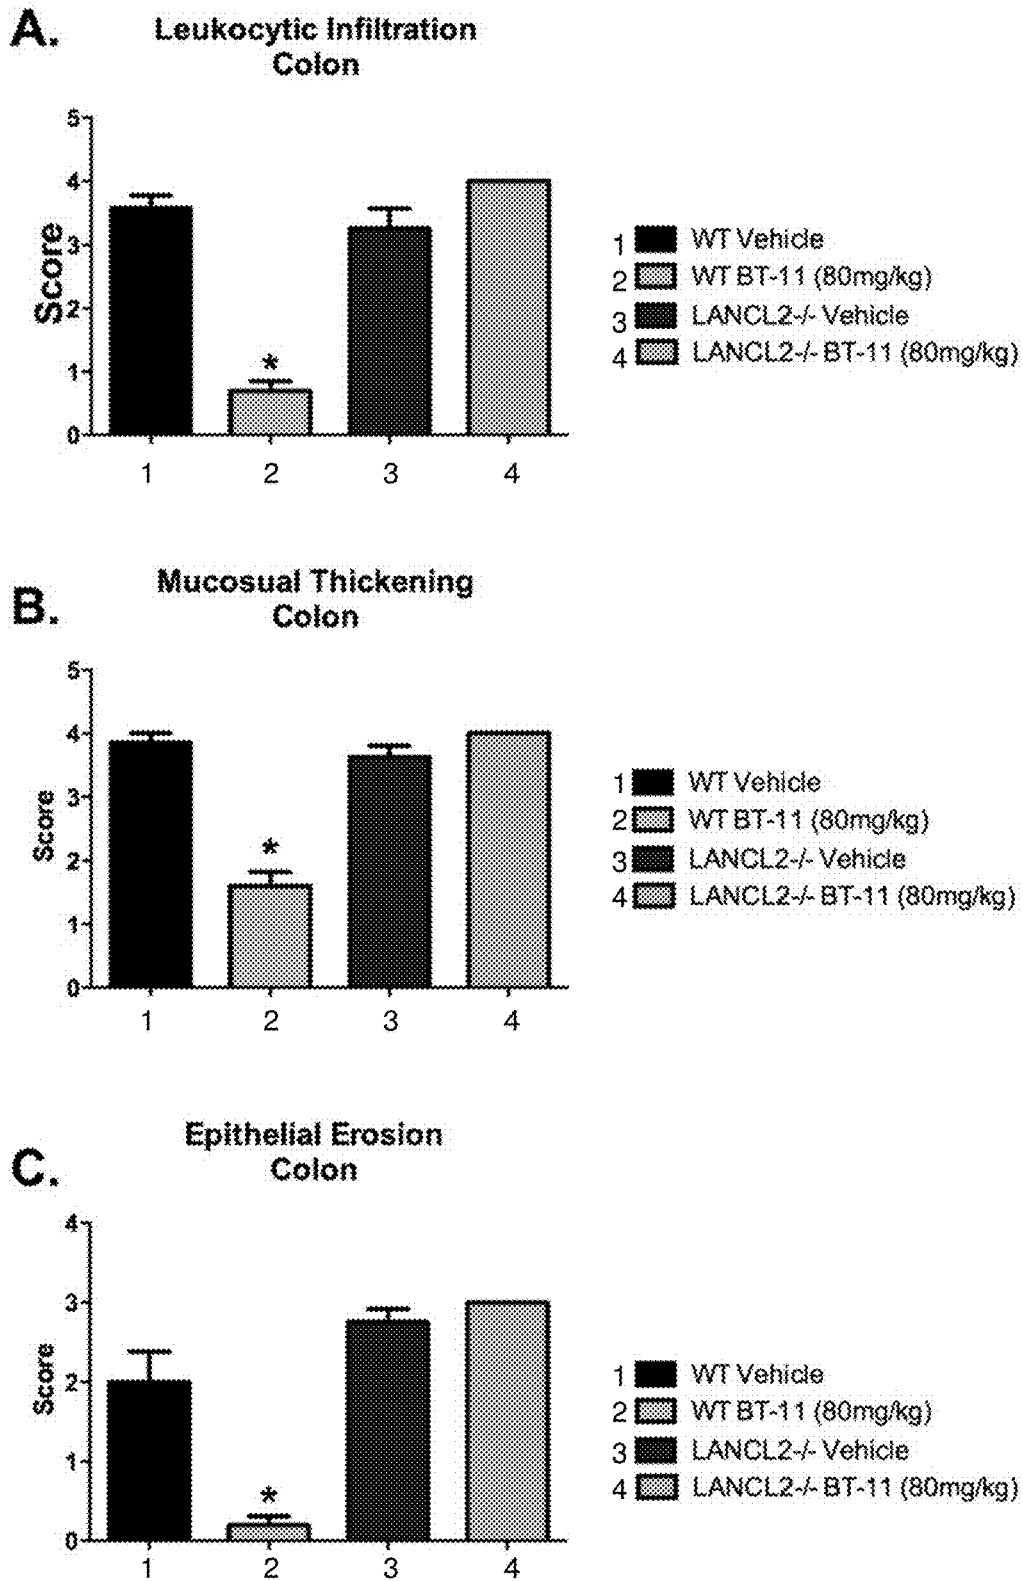 A.
Leukocytic Infiltration
Colon
5
4
3
2
1
0
Score
*
1 2 3 4
1 WT Vehicle
2 WT BT-11 (80mg/kg)
3 LANCL2-/- Vehicle
4 LANCL2-/- BT-11 (80mg/kg)
B.
Mucosual Thickening
Colon
5
4
3
2
1
0
Score
*
1 2 3 4
1 WT Vehicle
2 WT BT-11 (80mg/kg)
3 LANCL2-/- Vehicle
4 LANCL2-/- BT-11 (80mg/kg)
C.
Epithelial Erosion
Colon
4
3
2
1
0
Score
*
1 2 3 4
1 WT Vehicle
2 WT BT-11 (80mg/kg)
3 LANCL2-/- Vehicle
4 LANCL2-/- BT-11 (80mg/kg)